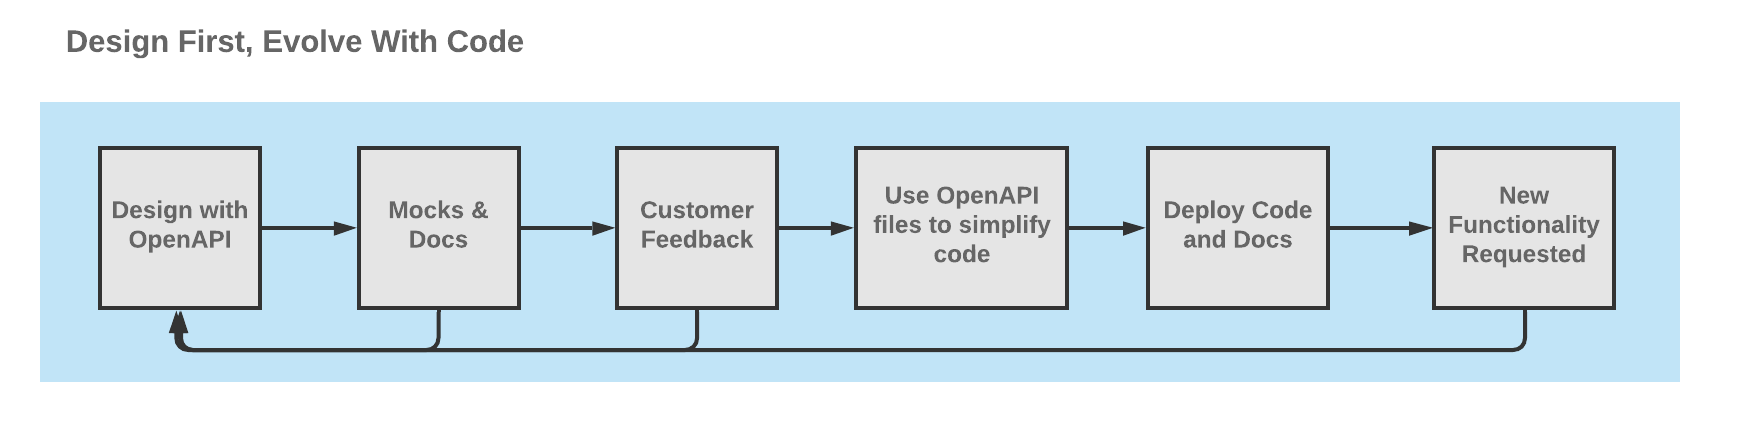 Design First, Evolve With Code
Design with
OpenAPI
Mocks &
Docs
Customer
Feedback
Use OpenAPI
files to simplify
code
Deploy Code
and Docs
New
Functionality
Requested